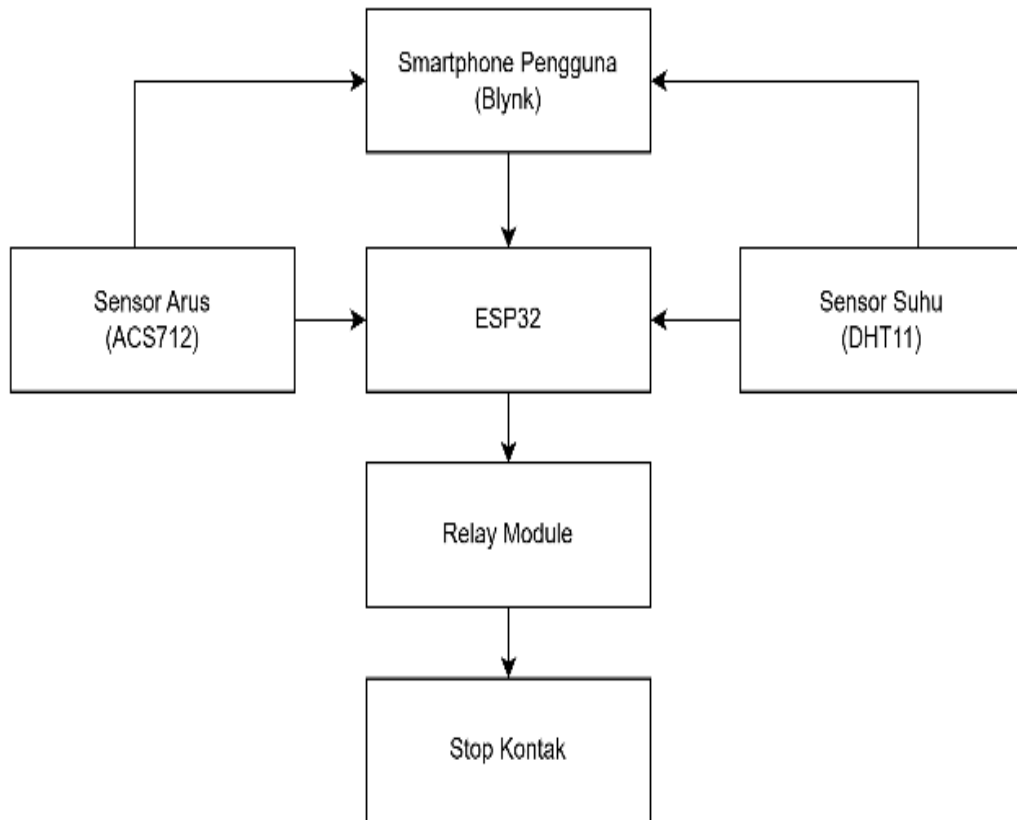 Smartphone Pengguna
(Blynk)
Sensor Arus
(ACS712)
ESP32
Sensor Suhu
(DHT11)
Relay Module
Stop Kontak